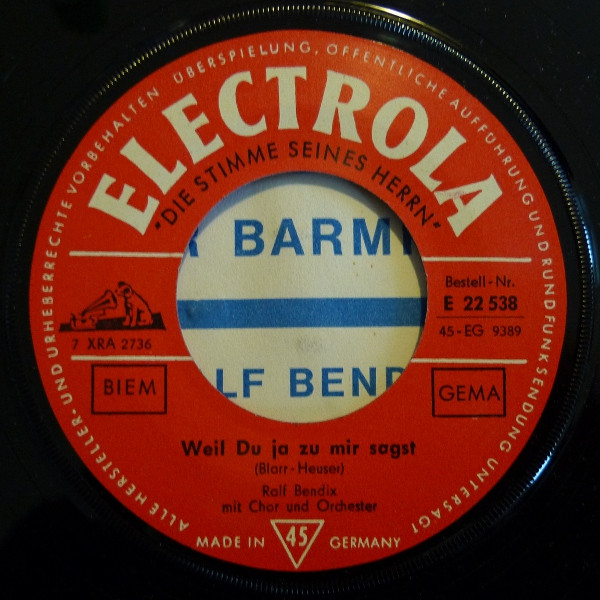 ALLE HERSTELLER- UND URHEBERRECHTE VORBEHALTEN ÜBERSPIELUNG, ÖFFENTLICHE AUFFÜHRUNG UND RUNDFUNKSENDUNG UNTERSAGT
ELECTROLA
"DIE STIMME SEINES HERRN"
R BARMI
LF BEND
7 XRA 2736
Bestell-Nr.
E 22 538
45-EG 9389
BIEM
GEMA
Weil Du ja zu mir sagst
(Blorr-Heuser)
Ralf Bendix
mit Chor und Orchester
MADE IN 45 GERMANY